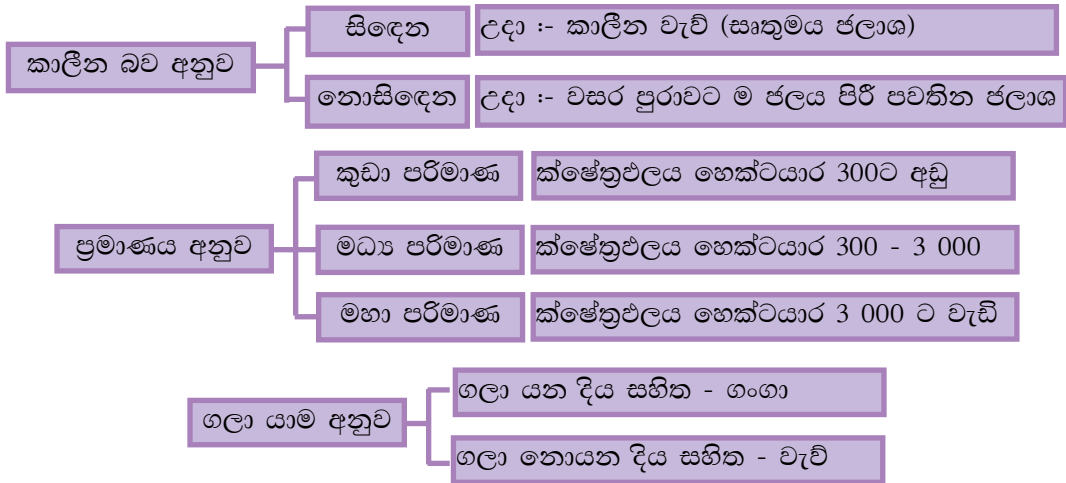 කාලීන බව අනුව
සිඳෙන
උදා :- කාලීන වැව් (සෘතුමය ජලාශ)
නොසිඳෙන
උදා :- වසර පුරාවට ම ජලය පිරී පවතින ජලාශ
ප්‍රමාණය අනුව
කුඩා පරිමාණ
ක්ෂේත්‍රඵලය හෙක්ටයාර 300ට අඩු
මධ්‍ය පරිමාණ
ක්ෂේත්‍රඵලය හෙක්ටයාර 300 - 3 000
මහා පරිමාණ
ක්ෂේත්‍රඵලය හෙක්ටයාර 3 000 ට වැඩි
ගලා යාම අනුව
ගලා යන දිය සහිත - ගංගා
ගලා නොයන දිය සහිත - වැව්